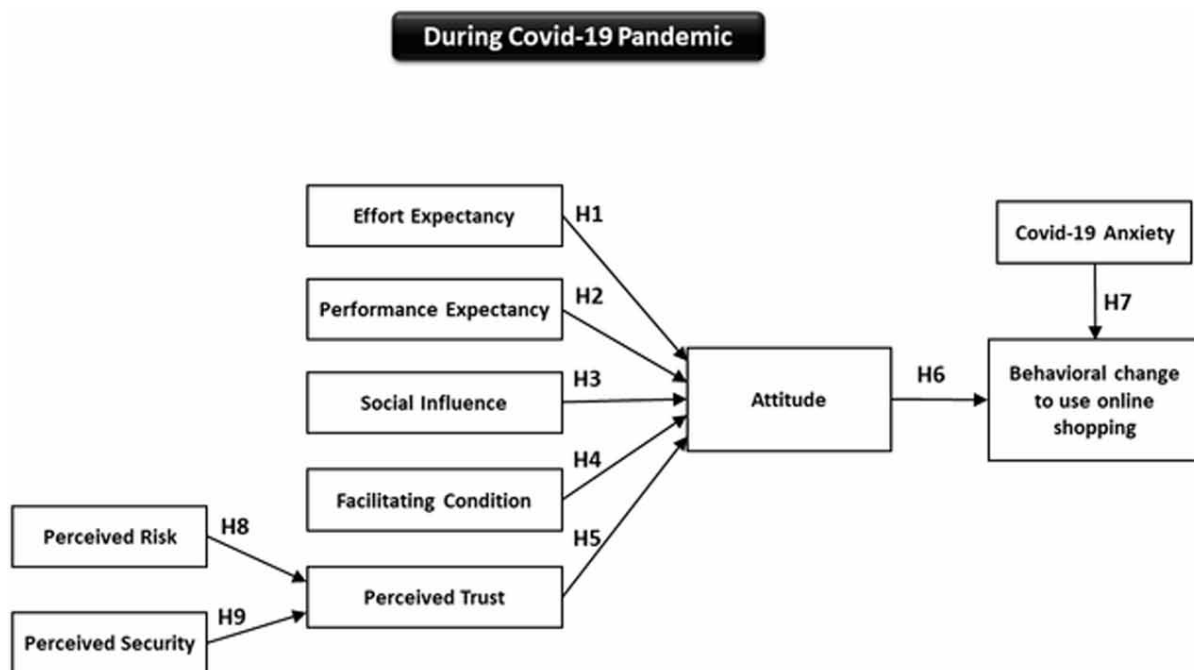 During Covid-19 Pandemic
Effort Expectancy
H1
Covid-19 Anxiety
Performance Expectancy
H2
H7
Social Influence
H3
Attitude
H6
Behavioral change
to use online
shopping
Facilitating Condition
H4
Perceived Risk
H8
H5
Perceived Trust
Perceived Security
H9